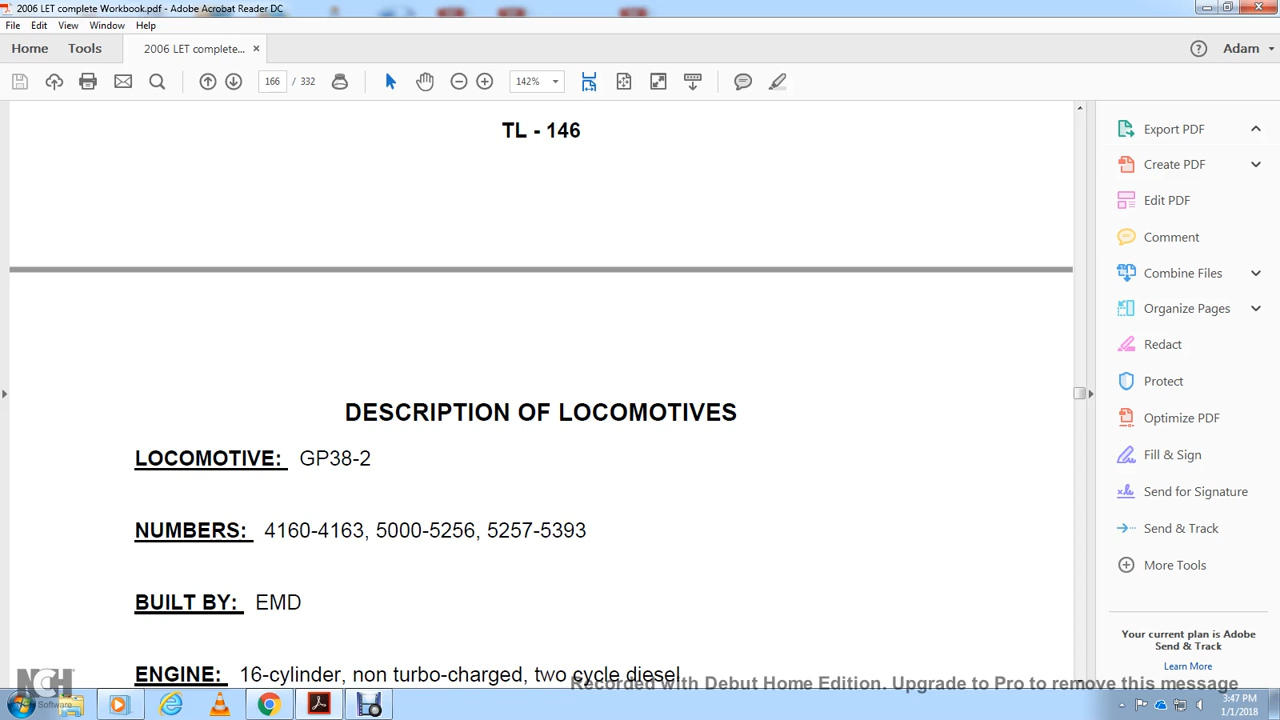 2006 LET complete Workbook.pdf - Adobe Acrobat Reader DC
File Edit View Window Help
Home Tools 2006 LET complete... × Adam
166 / 332 142%
TL - 146
DESCRIPTION OF LOCOMOTIVES
LOCOMOTIVE: GP38-2
NUMBERS: 4160-4163, 5000-5256, 5257-5393
BUILT BY: EMD
ENGINE: 16-cylinder, non turbo-charged, two cycle diesel
Export PDF
Create PDF
Edit PDF
Comment
Combine Files
Organize Pages
Redact
Protect
Optimize PDF
Fill & Sign
Send for Signature
Send & Track
More Tools
Your current plan is Adobe
Send & Track
Learn More
NCH
Software
Recorded with Debut Home Edition. Upgrade to Pro to remove this message
3:47 PM
1/1/2018